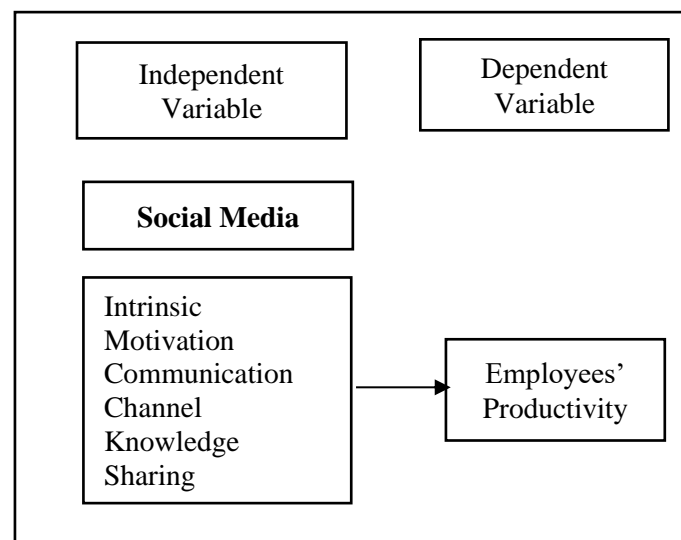 Independent
Variable
Dependent
Variable
Social Media
Intrinsic
Motivation
Communication
Channel
Knowledge
Sharing
Employees’
Productivity